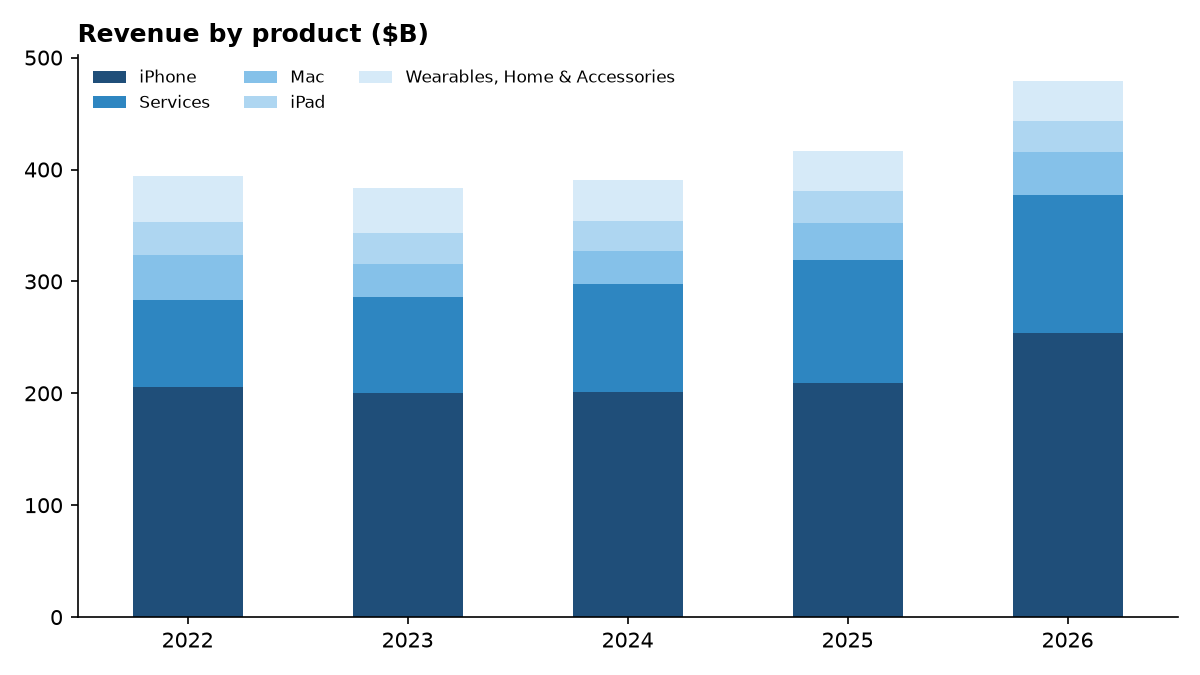 Revenue by product ($B)
500
400
300
200
100
0
iPhone
Services
Mac
iPad
Wearables, Home & Accessories
2022
2023
2024
2025
2026